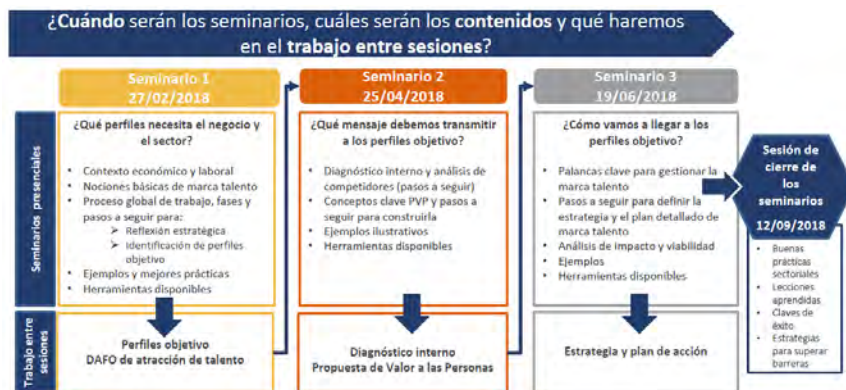 ¿Cuándo serán los seminarios, cuáles serán los contenidos y qué haremos
en el trabajo entre sesiones?
Seminario 1
27/02/2018
Seminario 2
25/04/2018
Seminario 3
19/06/2018
Seminarios presenciales
¿Qué perfiles necesita el negocio y
el sector?
• Contexto económico y laboral
• Nociones básicas de marca talento
• Proceso global de trabajo, fases y
pasos a seguir para:
➤ Reflexión estratégica
➤ Identificación de perfiles
objetivo
• Ejemplos y mejores prácticas
• Herramientas disponibles
¿Qué mensaje debemos transmitir
a los perfiles objetivo?
• Diagnóstico interno y análisis de
competidores (pasos a seguir)
• Conceptos clave PVP y pasos a
seguir para construirla
• Ejemplos ilustrativos
• Herramientas disponibles
¿Cómo vamos a llegar a los
perfiles objetivo?
• Palancas clave para gestionar la
marca talento
• Pasos a seguir para definir la
estrategia y el plan detallado de
marca talento
• Análisis de impacto y viabilidad
• Ejemplos
• Herramientas disponibles
Sesión de
cierre de
los
seminarios
12/09/2018
• Buenas
prácticas
sectoriales
• Lecciones
aprendidas
• Claves de
éxito
• Estrategias
para superar
barreras
Trabajo entre
sesiones
Perfiles objetivo
DAFO de atracción de talento
Diagnóstico interno
Propuesta de Valor a las Personas
Estrategia y plan de acción